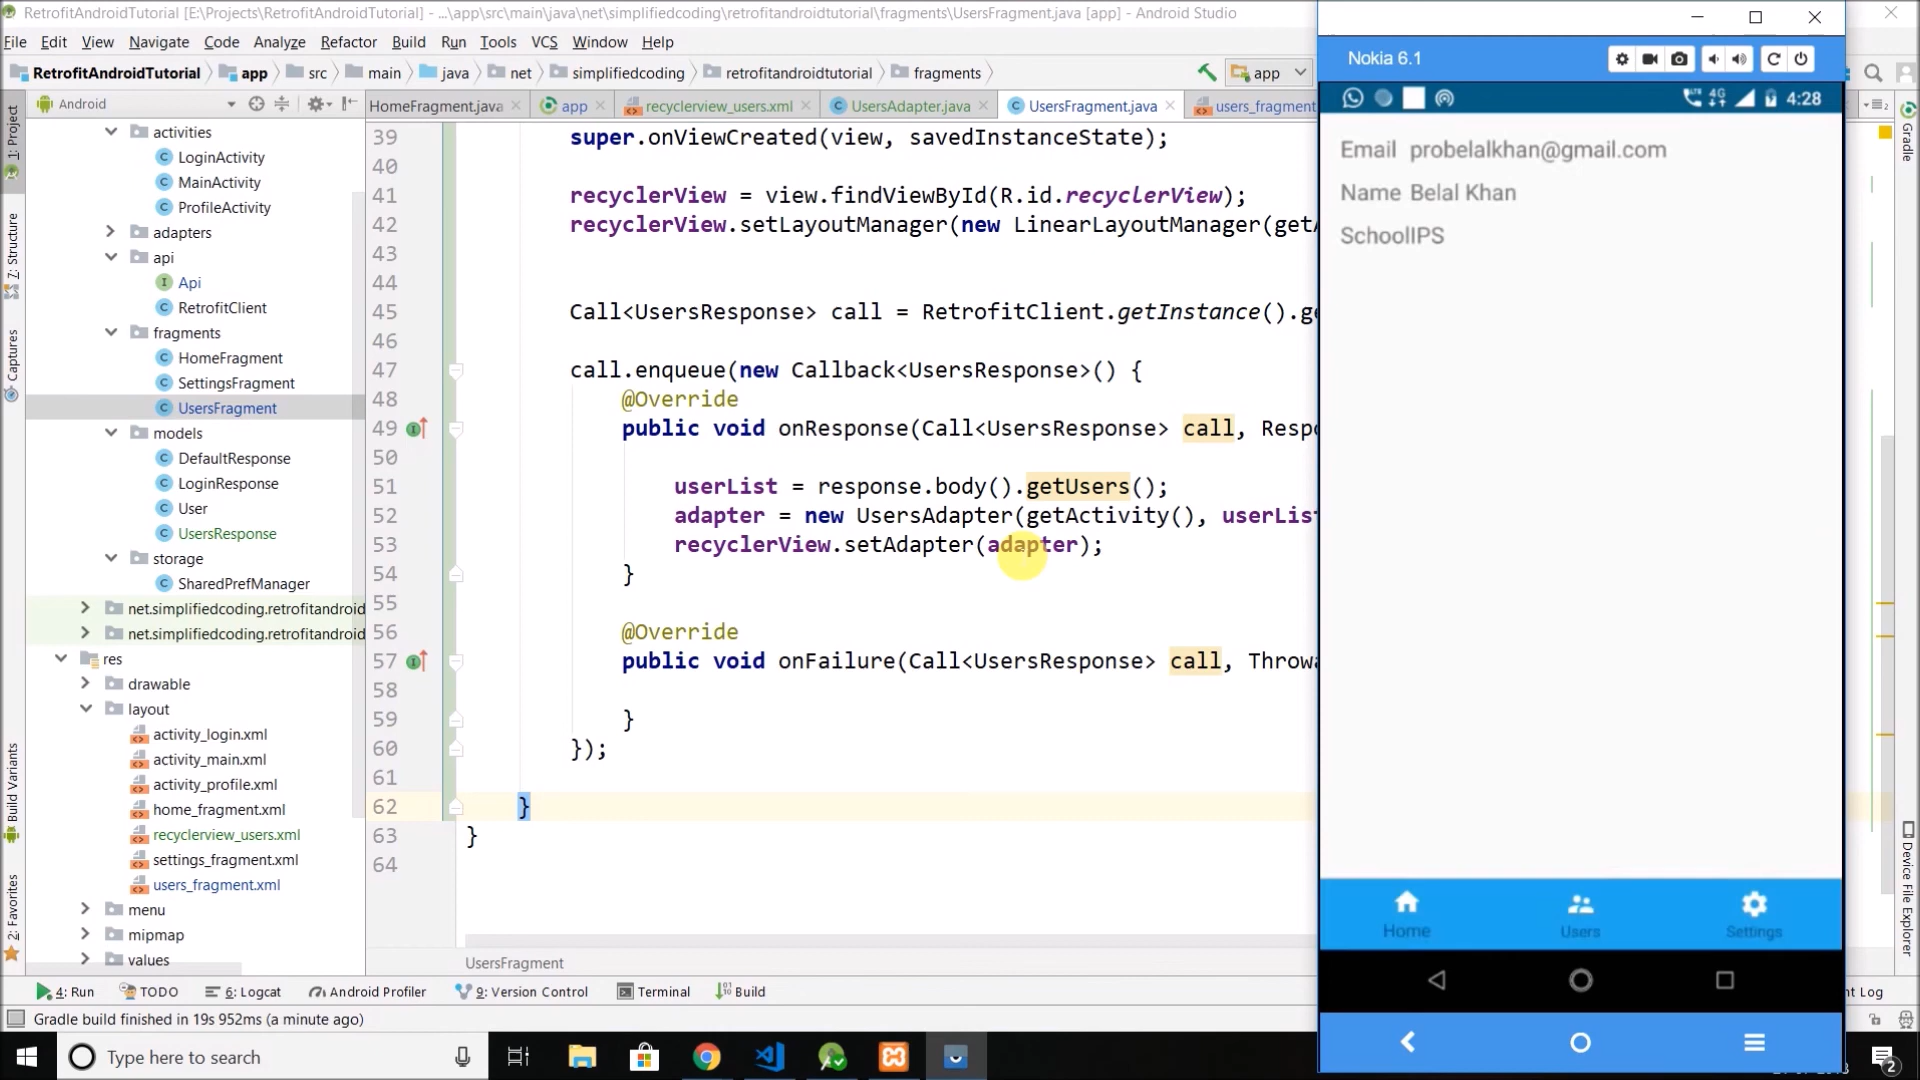 RetrofitAndroidTutorial [E:\Projects\RetrofitAndroidTutorial] - ...\app\src\main\java\net\simplifiedcoding\retrofitandroidtutorial\fragments\UsersFragment.java [app] - Android Studio
File Edit View Navigate Code Analyze Refactor Build Run Tools VCS Window Help
RetrofitAndroidTutorial app src main java net simplifiedcoding retrofitandroidtutorial fragments app
Android HomeFragment.java app recyclerview_users.xml UsersAdapter.java UsersFragment.java users_fragment
1: Project
7: Structure
Captures
Build Variants
2: Favorites
activities
LoginActivity
MainActivity
ProfileActivity
adapters
api
Api
RetrofitClient
fragments
HomeFragment
SettingsFragment
UsersFragment
models
DefaultResponse
LoginResponse
User
UsersResponse
storage
SharedPrefManager
net.simplifiedcoding.retrofitandroid
net.simplifiedcoding.retrofitandroid
res
drawable
layout
activity_login.xml
activity_main.xml
activity_profile.xml
home_fragment.xml
recyclerview_users.xml
settings_fragment.xml
users_fragment.xml
menu
mipmap
values
39 super.onViewCreated(view, savedInstanceState);
40
41 recyclerView = view.findViewById(R.id.recyclerView);
42 recyclerView.setLayoutManager(new LinearLayoutManager(getA
43
44
45 Call<UsersResponse> call = RetrofitClient.getInstance().ge
46
47 call.enqueue(new Callback<UsersResponse>() {
48 @Override
49 public void onResponse(Call<UsersResponse> call, Respo
50
51 userList = response.body().getUsers();
52 adapter = new UsersAdapter(getActivity(), userList
53 recyclerView.setAdapter(adapter);
54 }
55
56 @Override
57 public void onFailure(Call<UsersResponse> call, Throwa
58
59 }
60 });
61
62 }
63 }
64
UsersFragment
Nokia 6.1
4G 4:28
Email probelalkhan@gmail.com
Name Belal Khan
SchoolIPS
Home Users Settings
Gradle
Device File Explorer
4: Run TODO 6: Logcat Android Profiler 9: Version Control Terminal Build nt Log
Gradle build finished in 19s 952ms (a minute ago)
Type here to search
2